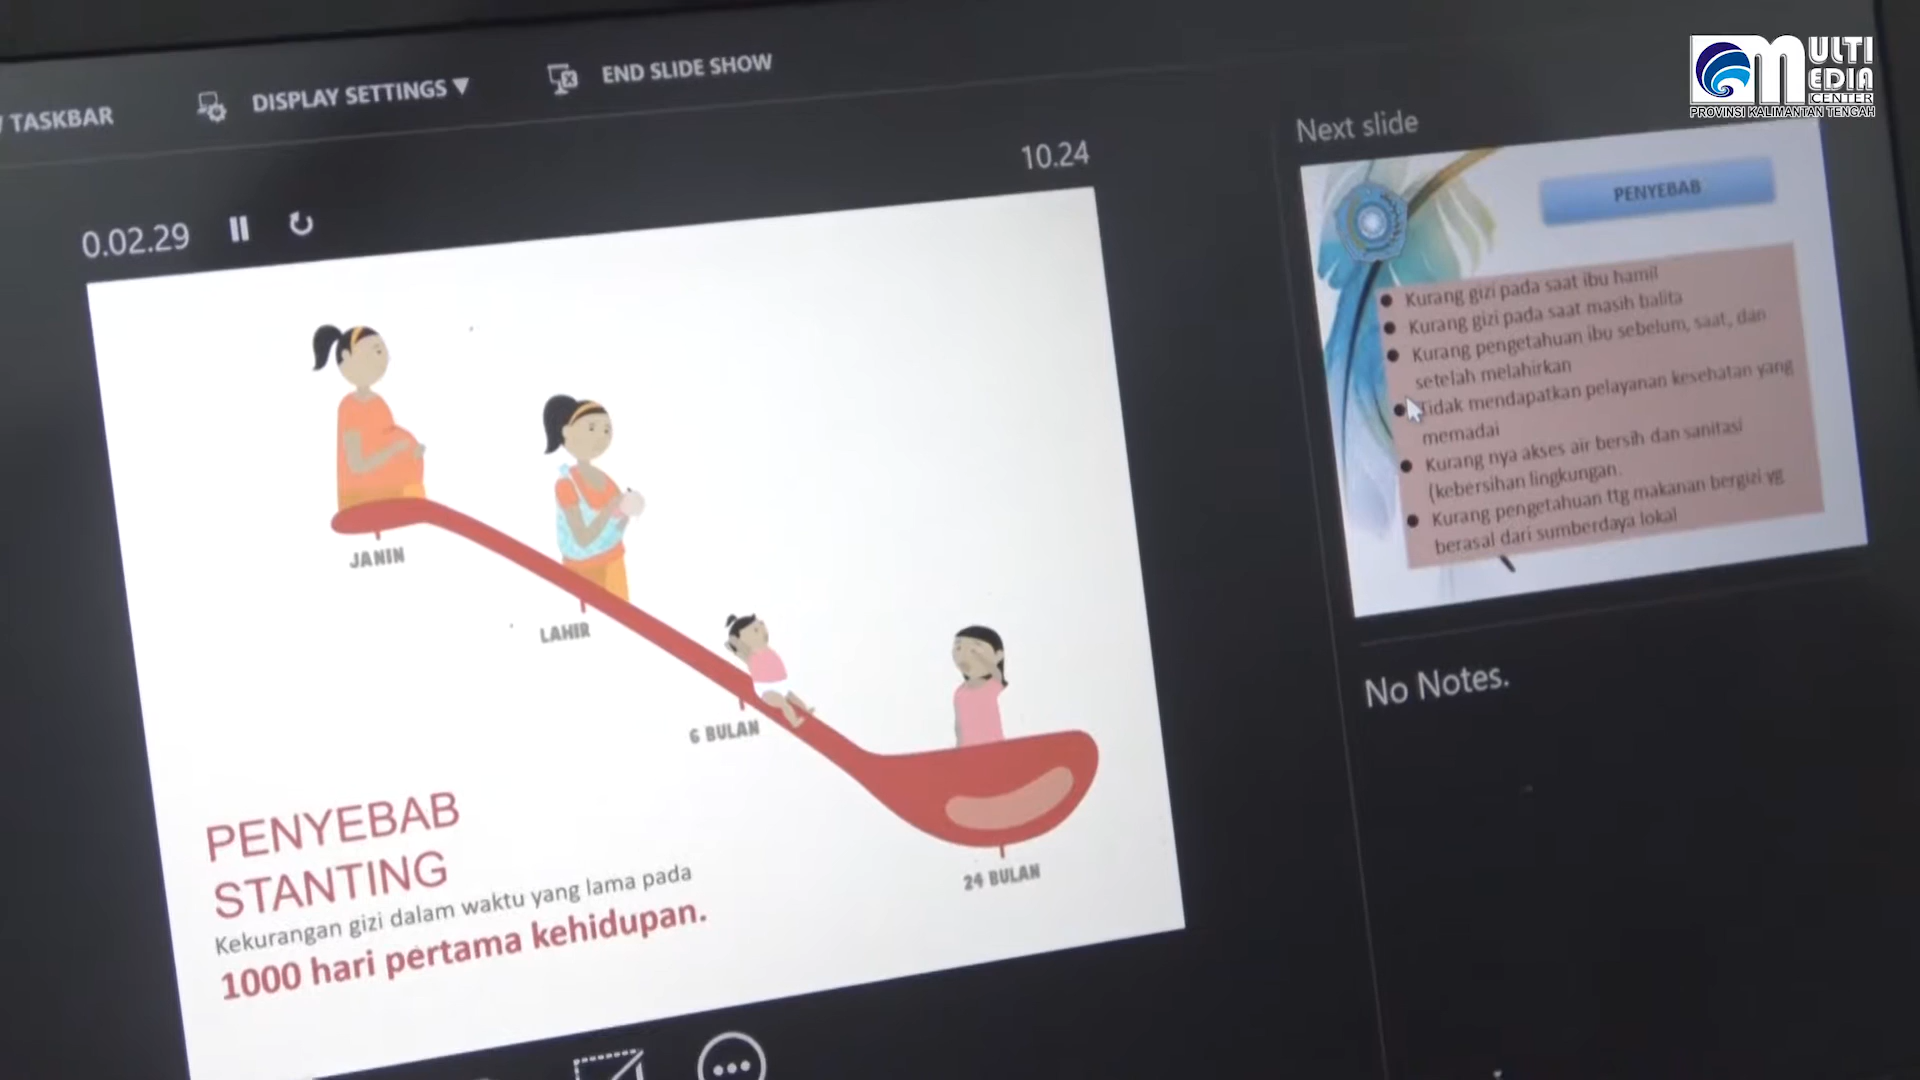 TASKBAR
DISPLAY SETTINGS ▼
END SLIDE SHOW
MULTI
MEDIA
CENTER
PROVINSI KALIMANTAN TENGAH
0.02.29
10.24
JANIN
LAHIR
6 BULAN
24 BULAN
PENYEBAB
STANTING
Kekurangan gizi dalam waktu yang lama pada
1000 hari pertama kehidupan.
Next slide
PENYEBAB
● Kurang gizi pada saat ibu hamil
● Kurang gizi pada saat masih balita
● Kurang pengetahuan ibu sebelum, saat, dan
setelah melahirkan
● Tidak mendapatkan pelayanan kesehatan yang
memadai
● Kurang nya akses air bersih dan sanitasi
(kebersihan lingkungan.
● Kurang pengetahuan ttg makanan bergizi yg
berasal dari sumberdaya lokal
No Notes.